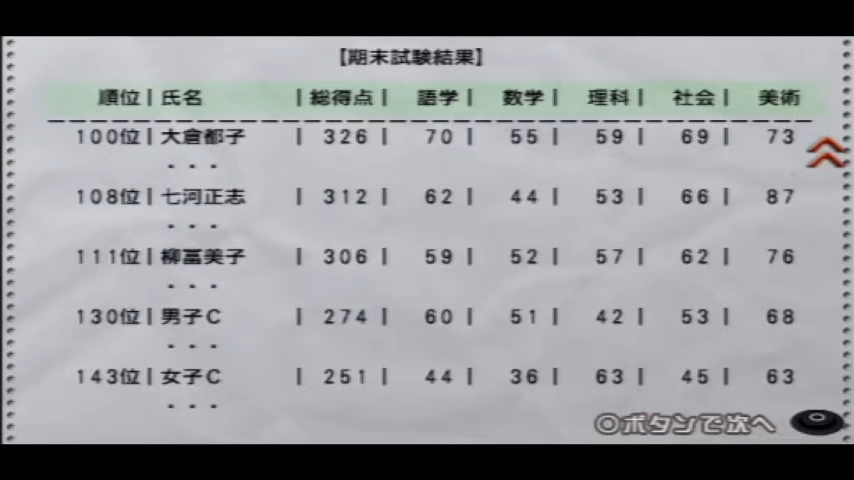 【期末試験結果】
順位|氏名 |総得点| 語学| 数学| 理科| 社会| 美術
100位|大倉都子 | 326| 70| 55| 59| 69| 73
・・・
108位|七河正志 | 312| 62| 44| 53| 66| 87
・・・
111位|柳冨美子 | 306| 59| 52| 57| 62| 76
・・・
130位|男子C | 274| 60| 51| 42| 53| 68
・・・
143位|女子C | 251| 44| 36| 63| 45| 63
・・・
○ボタンで次へ